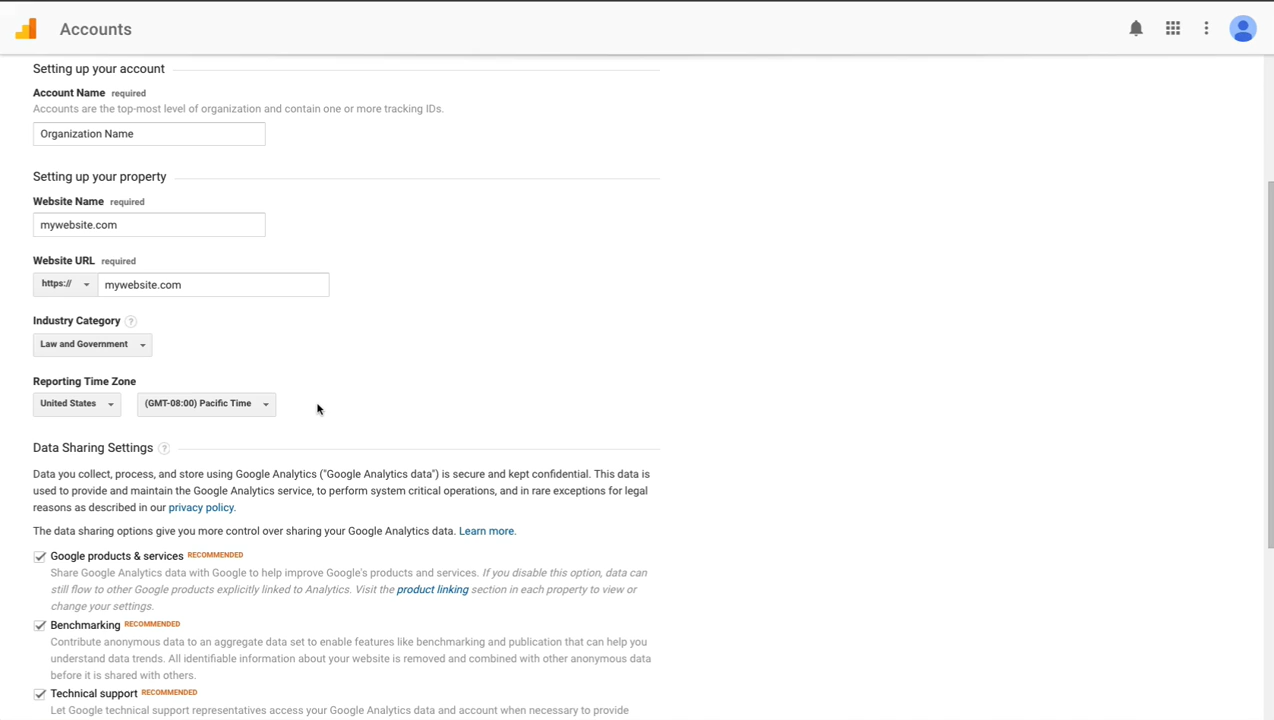 Accounts
Setting up your account
Account Name required
Accounts are the top-most level of organization and contain one or more tracking IDs.
Organization Name
Setting up your property
Website Name required
mywebsite.com
Website URL required
https:// mywebsite.com
Industry Category ?
Law and Government
Reporting Time Zone
United States (GMT-08:00) Pacific Time
Data Sharing Settings ?
Data you collect, process, and store using Google Analytics ("Google Analytics data") is secure and kept confidential. This data is
used to provide and maintain the Google Analytics service, to perform system critical operations, and in rare exceptions for legal
reasons as described in our privacy policy.
The data sharing options give you more control over sharing your Google Analytics data. Learn more.
Google products & services RECOMMENDED
Share Google Analytics data with Google to help improve Google's products and services. If you disable this option, data can
still flow to other Google products explicitly linked to Analytics. Visit the product linking section in each property to view or
change your settings.
Benchmarking RECOMMENDED
Contribute anonymous data to an aggregate data set to enable features like benchmarking and publication that can help you
understand data trends. All identifiable information about your website is removed and combined with other anonymous data
before it is shared with others.
Technical support RECOMMENDED
Let Google technical support representatives access your Google Analytics data and account when necessary to provide